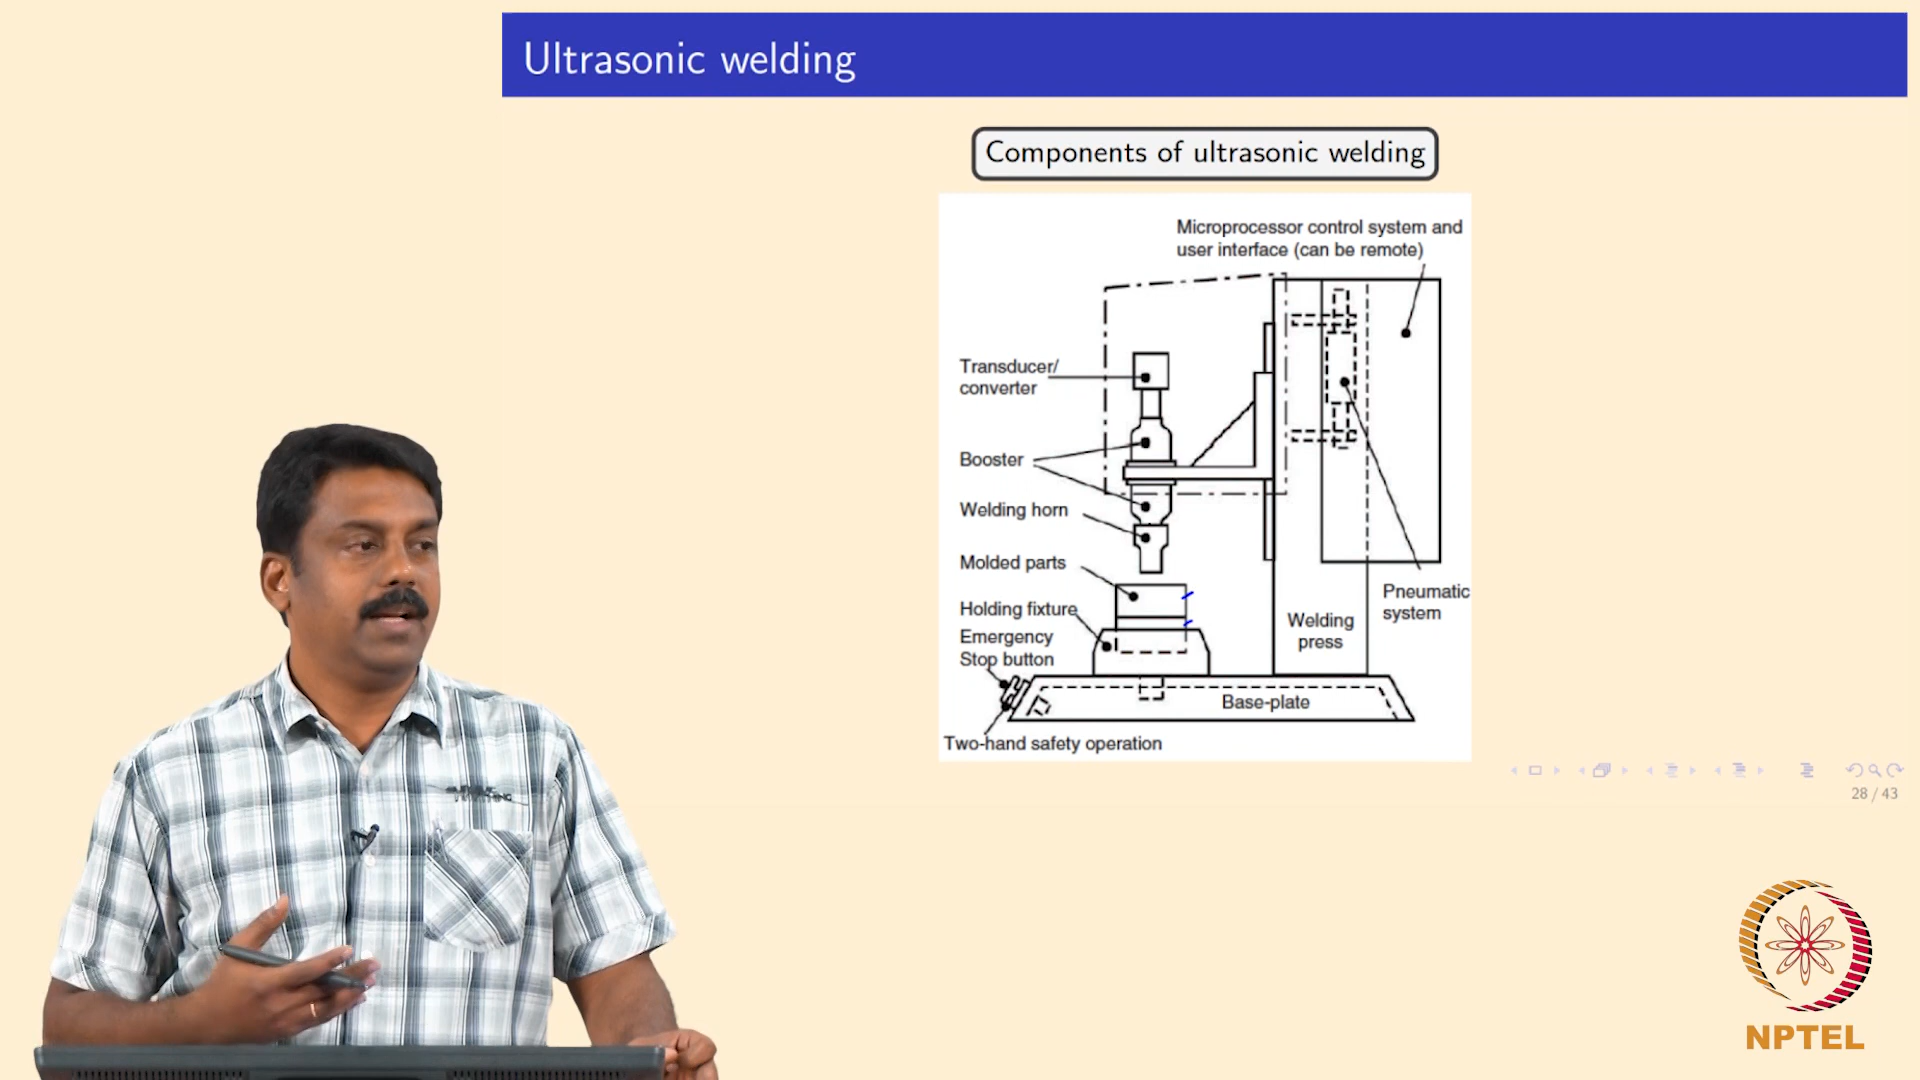 Ultrasonic welding
Components of ultrasonic welding
Microprocessor control system and
user interface (can be remote)
Transducer/
converter
Booster
Welding horn
Molded parts
Holding fixture
Emergency
Stop button
Two-hand safety operation
Base-plate
Welding
press
Pneumatic
system
28 / 43
NPTEL